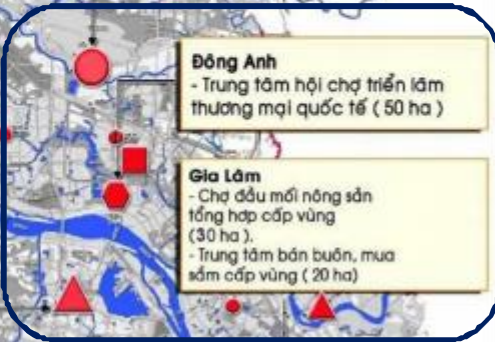 Đông Anh
- Trung tâm hội chợ triển lãm
thương mại quốc tế ( 50 ha )
Gia Lâm
- Chợ đầu mối nông sản
tổng hợp cấp vùng
(30 ha ).
- Trung tâm bán buôn, mua
sắm cấp vùng ( 20 ha)